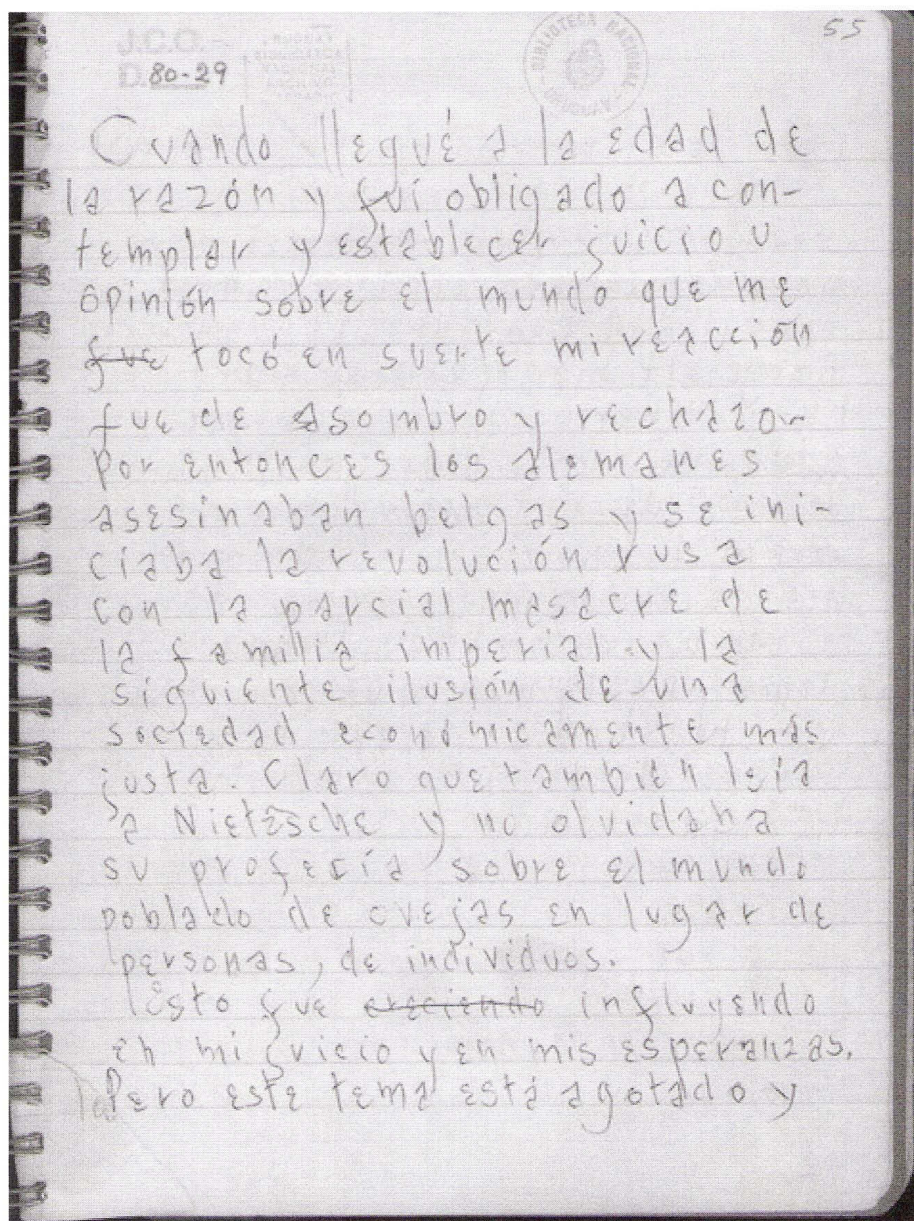 55
J.C.O.-
D.80-29
BIBLIOTECA NACIONAL
URUGUAY
Cuando llegué a la edad de
la razón y fuí obligado a con-
templar y establecer juicio u
opinión sobre el mundo que me
fue tocó en suerte mi reacción
fue de asombro y rechazo-
por entonces los alemanes
asesinaban belgas y se ini-
ciaba la revolución rusa
con la parcial masacre de
la familia imperial y la
siguiente ilusión de una
sociedad económicamente más
justa. Claro que también leía
a Nietzsche y no olvidaba
su profecía sobre el mundo
poblado de ovejas en lugar de
personas, de individuos.
Esto fue creciendo influyendo
en mi juicio y en mis esperanzas.
Pero este tema está agotado y